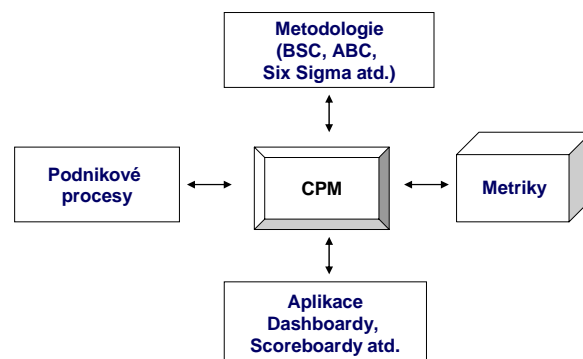 Metodologie
(BSC, ABC,
Six Sigma atd.)
Podnikové
procesy
CPM
Metriky
Aplikace
Dashboardy,
Scoreboardy atd.